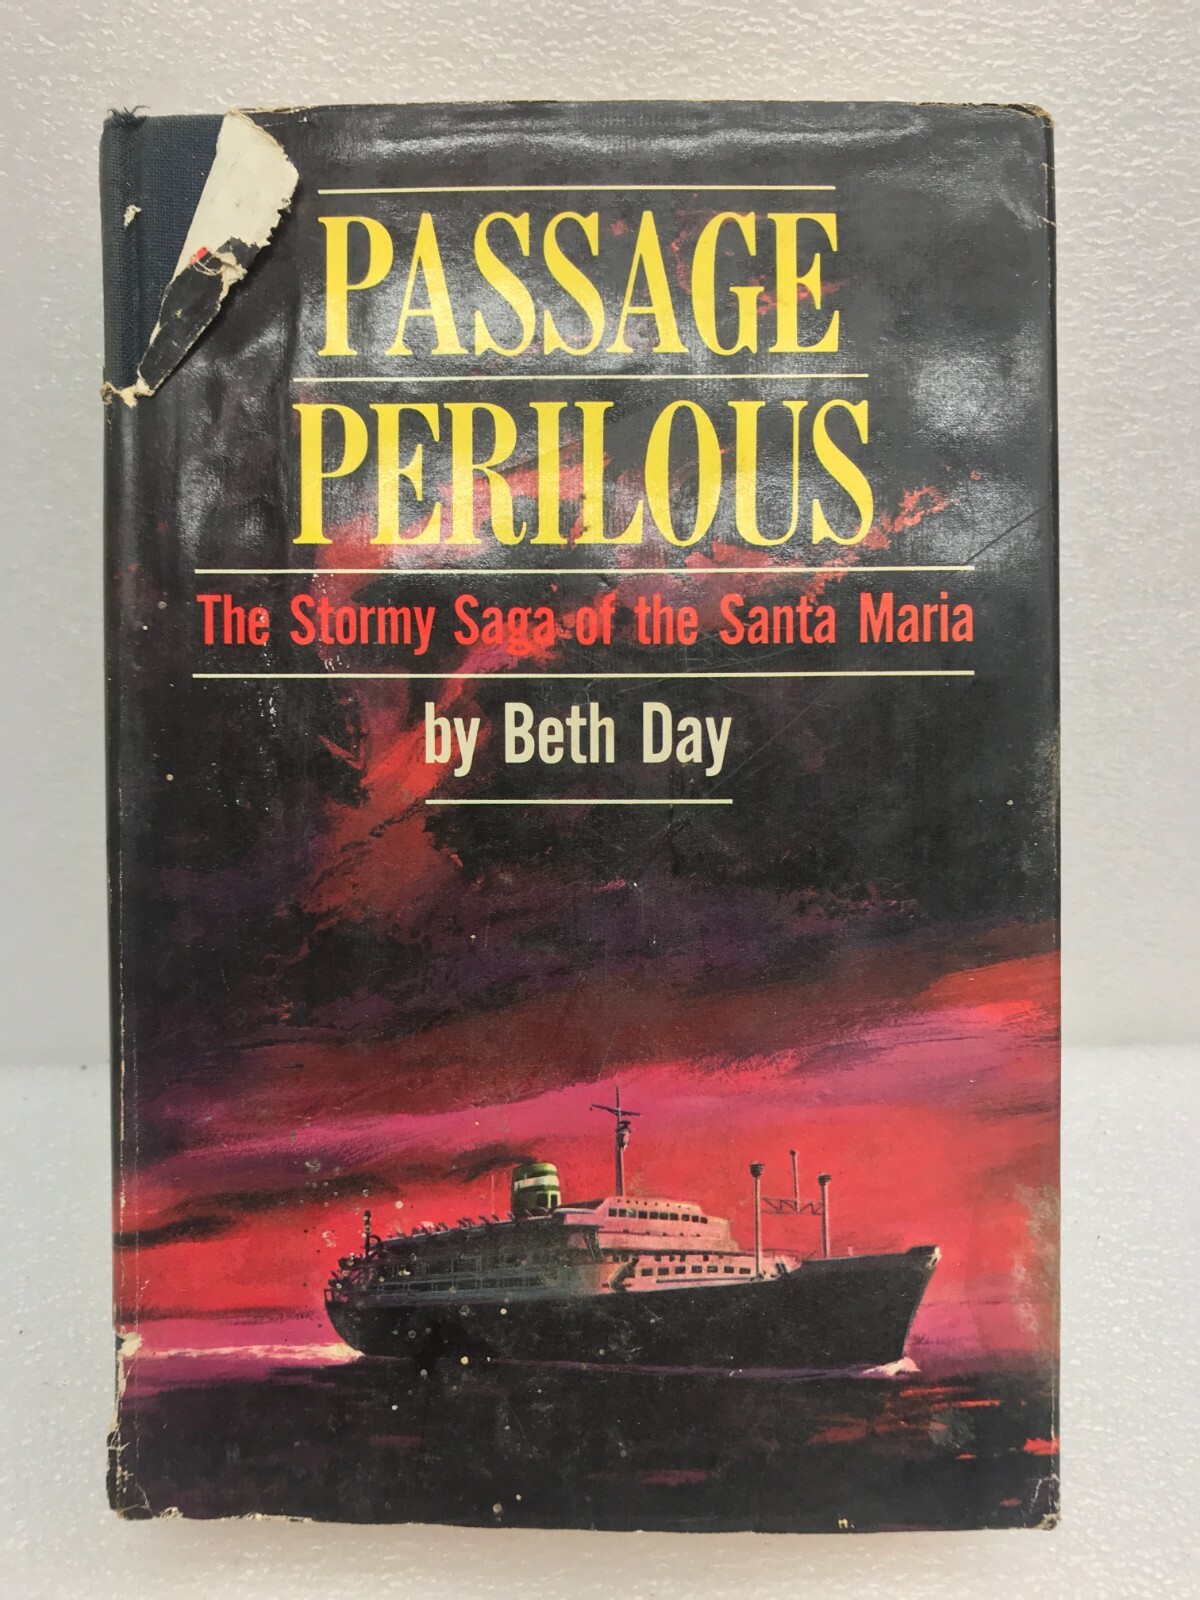 PASSAGE
PERILOUS
The Stormy Saga of the Santa Maria
by Beth Day